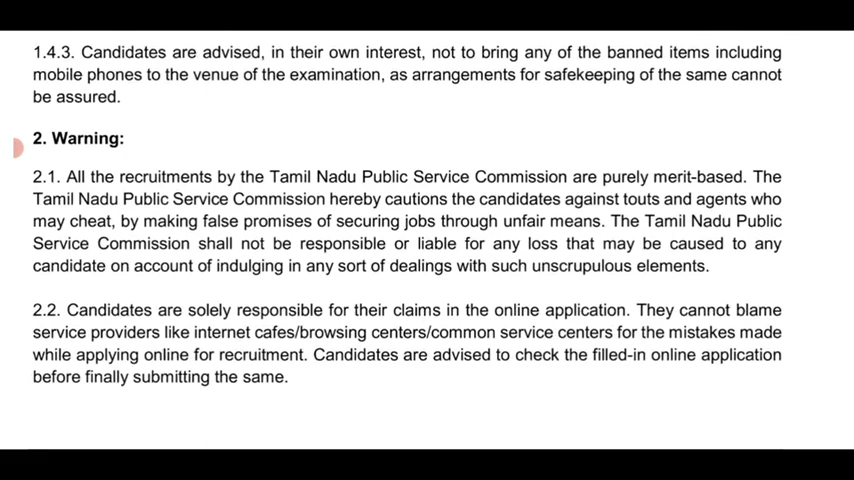 1.4.3. Candidates are advised, in their own interest, not to bring any of the banned items including
mobile phones to the venue of the examination, as arrangements for safekeeping of the same cannot
be assured.
2. Warning:
2.1. All the recruitments by the Tamil Nadu Public Service Commission are purely merit-based. The
Tamil Nadu Public Service Commission hereby cautions the candidates against touts and agents who
may cheat, by making false promises of securing jobs through unfair means. The Tamil Nadu Public
Service Commission shall not be responsible or liable for any loss that may be caused to any
candidate on account of indulging in any sort of dealings with such unscrupulous elements.
2.2. Candidates are solely responsible for their claims in the online application. They cannot blame
service providers like internet cafes/browsing centers/common service centers for the mistakes made
while applying online for recruitment. Candidates are advised to check the filled-in online application
before finally submitting the same.